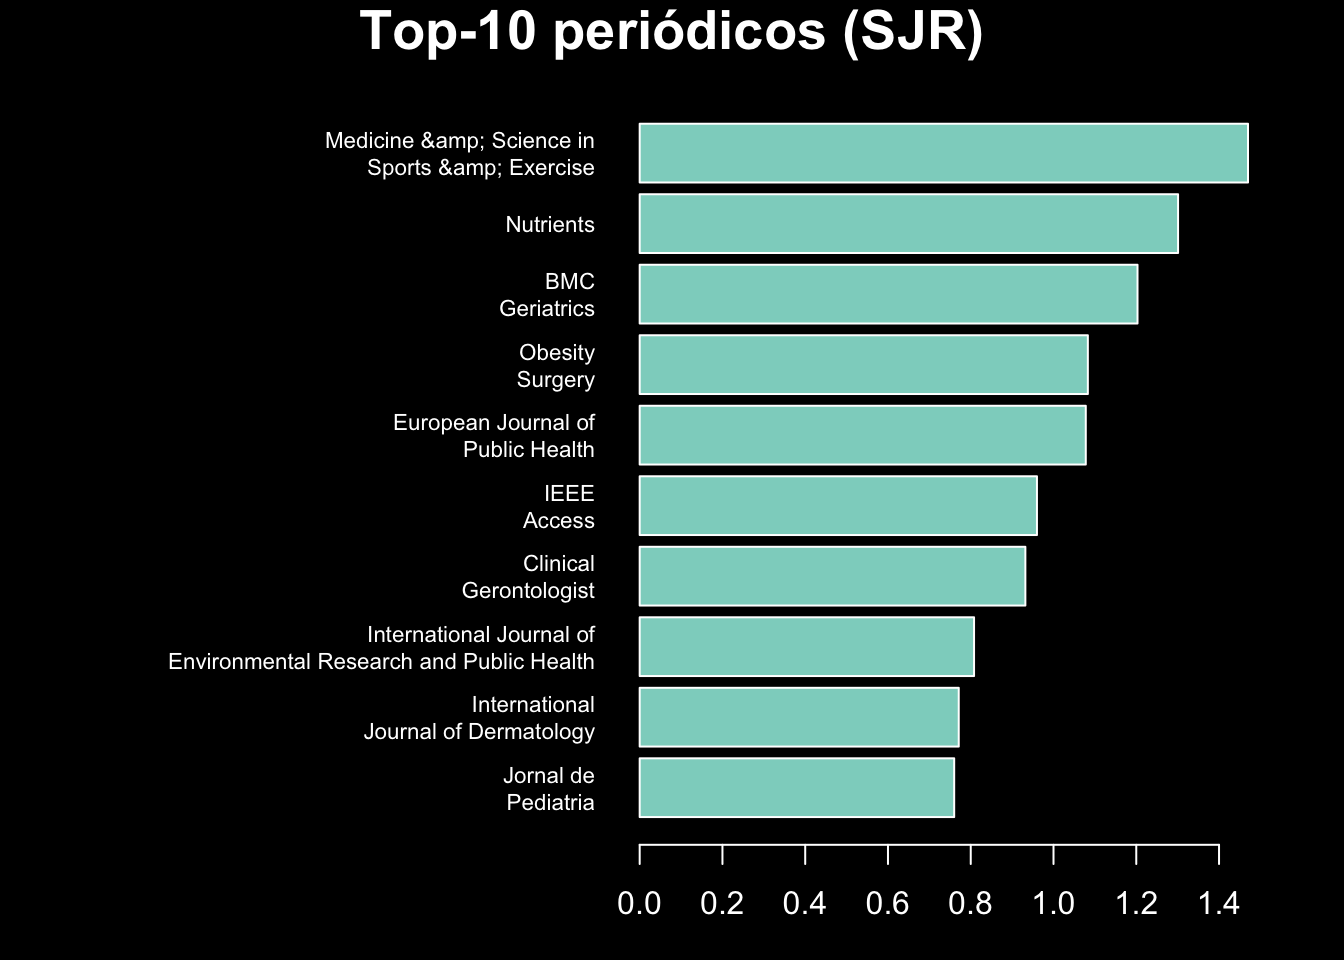 Top-10 periódicos (SJR)
Medicine &amp; Science in
Sports &amp; Exercise
Nutrients
BMC
Geriatrics
Obesity
Surgery
European Journal of
Public Health
IEEE
Access
Clinical
Gerontologist
International Journal of
Environmental Research and Public Health
International
Journal of Dermatology
Jornal de
Pediatria
0.0 0.2 0.4 0.6 0.8 1.0 1.2 1.4